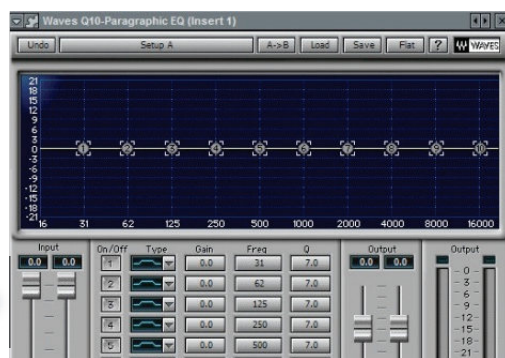 Waves Q10-Paragraphic EQ (Insert 1)
Undo Setup A A->B Load Save Flat ? WAVES
21
18
15
12
9
6
3
0
-3
-6
-9
-12
-15
-18
-21
1 2 3 4 5 6 7 8 9 10
16 31 62 125 250 500 1000 2000 4000 8000 16000
Input On/Off Type Gain Freq Q Output Output
0.0 0.0 1 0.0 31 7.0 0.0 0.0
2 0.0 62 7.0
3 0.0 125 7.0
4 0.0 250 7.0
5 0.0 500 7.0
0
3
6
9
12
15
18
21